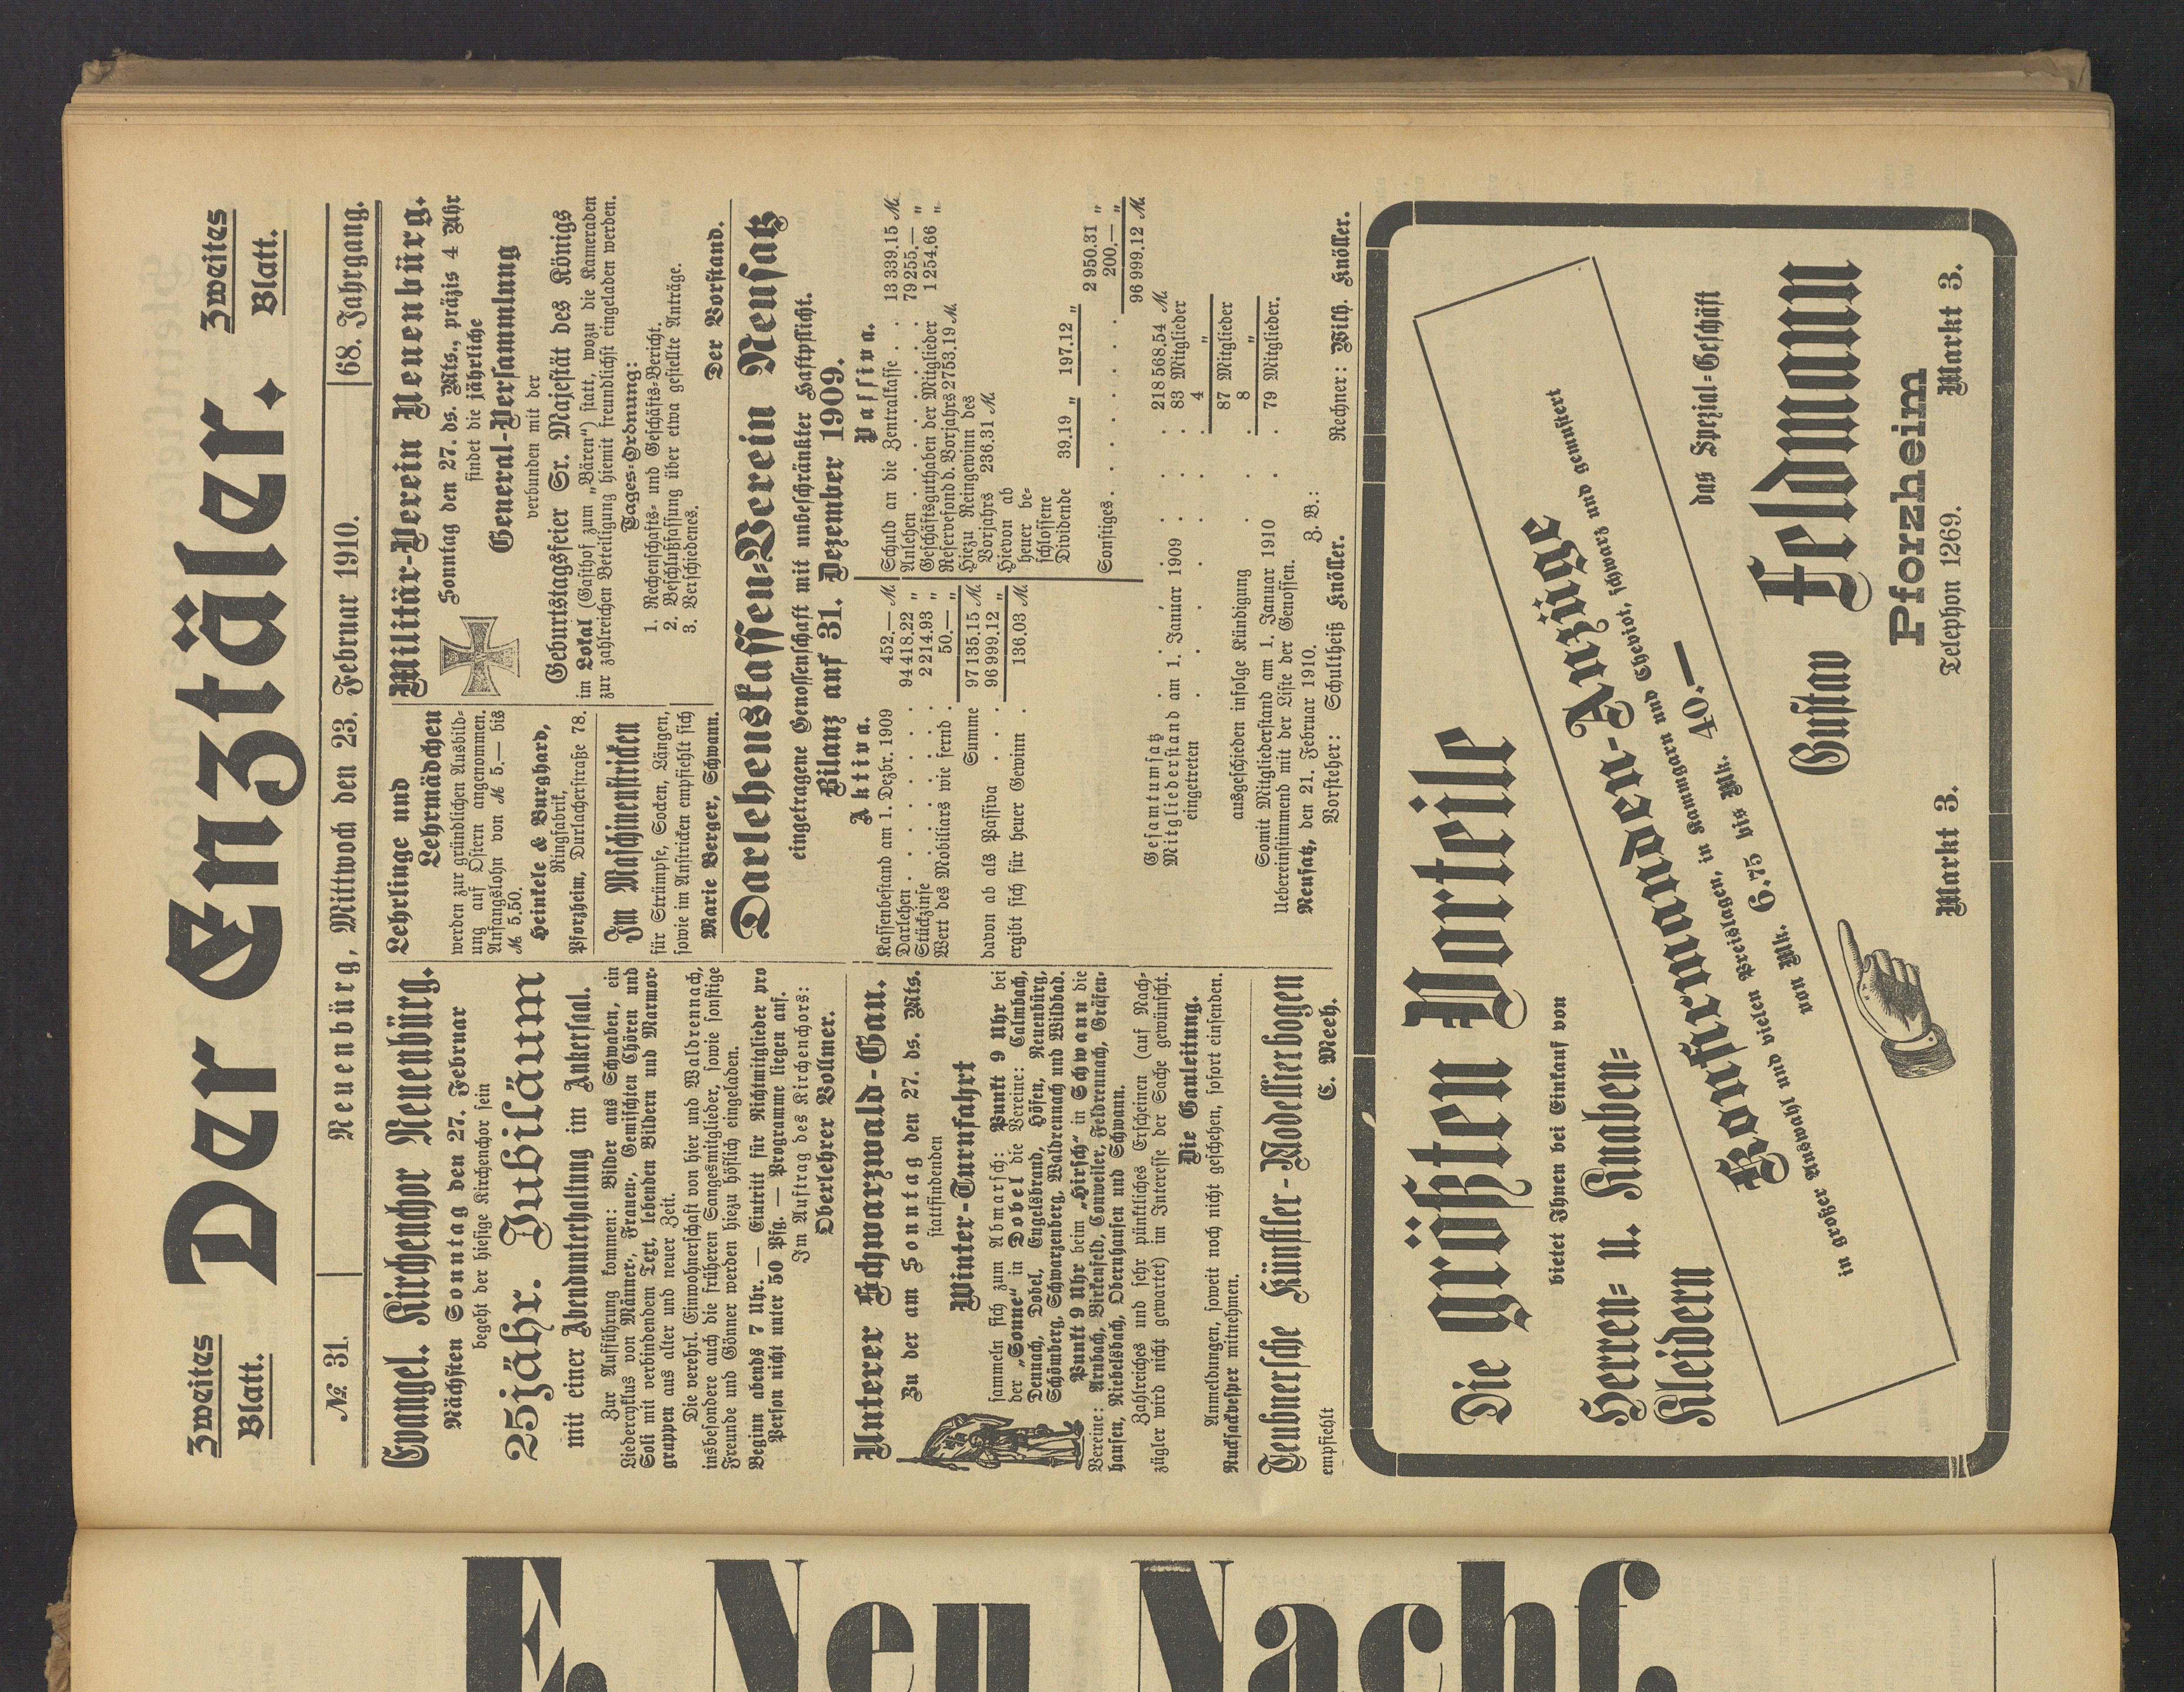 Zweites
Blatt.
Der Enztäler.
Zweites
Blatt.
№ 31.
Neuenbürg, Mittwoch den 23. Februar 1910.
68. Jahrgang.
Evangel. Kirchenchor Neuenbürg.
Nächsten Sonntag den 27. Februar
begeht der hiesige Kirchenchor sein
25jähr. Jubiläum
mit einer Abendunterhaltung im Ankersaal.
Zur Aufführung kommen: Bilder aus Schwaben, ein
Liedercyklus von Männer-, Frauen-, Gemischten Chören und
Soli mit verbindendem Text, lebenden Bildern und Marmor-
gruppen aus alter und neuer Zeit.
Die verehrl. Einwohnerschaft von hier und Waldrennach,
insbesondere auch die früheren Sangesmitglieder, sowie sonstige
Freunde und Gönner werden hiezu höflich eingeladen.
Beginn abends 7 Uhr. — Eintritt für Nichtmitglieder pro
Person nicht unter 50 Pfg. — Programme liegen auf.
Im Auftrag des Kirchenchors:
Oberlehrer Vollmer.
Unterer Schwarzwald-Gau.
Zu der am Sonntag den 27. ds. Mts.
stattfindenden
Winter-Turnfahrt
sammeln sich zum Abmarsch: Punkt 9 Uhr bei
der „Sonne“ in Dobel die Vereine: Calmbach,
Dennach, Dobel, Engelsbrand, Höfen, Neuenbürg,
Schömberg, Schwarzenberg, Waldrennach und Wildbad.
Punkt 9 Uhr beim „Hirsch“ in Schwann die
Vereine: Arnbach, Birkenfeld, Conweiler, Feldrennach, Gräfen-
hausen, Niebelsbach, Obernhausen und Schwann.
Zahlreiches und sehr pünktliches Erscheinen (auf Nach-
zügler wird nicht gewartet) im Interesse der Sache gewünscht.
Die Gauleitung.
Anmeldungen, soweit noch nicht geschehen, sofort einsenden.
Rucksackvesper mitnehmen.
Teubnersche Künstler-Modellierbogen
empfiehlt
C. Meeh.
Lehrlinge und
Lehrmädchen
werden zur gründlichen Ausbild-
ung auf Ostern angenommen.
Anfangslohn von ℳ 5.— bis
ℳ 5.50.
Heinkele & Burghard,
Ringfabrik,
Pforzheim, Durlacherstraße 78.
Im Maschinenstricken
für Strümpfe, Socken, Längen,
sowie im Anstricken empfiehlt sich
Marie Berger, Schwann.
Militär-Verein Neuenbürg.
Sonntag den 27. ds. Mts., präzis 4 Uhr
findet die jährliche
General-Versammlung
verbunden mit der
Geburtstagsfeier Sr. Majestät des Königs
im Lokal (Gasthof zum „Bären“) statt, wozu die Kameraden
zur zahlreichen Beteiligung hiemit freundlichst eingeladen werden.
Tages-Ordnung:
1. Rechenschafts- und Geschäfts-Bericht.
2. Beschlußfassung über etwa gestellte Anträge.
3. Verschiedenes.
Der Vorstand.
Darlehenskassen-Verein Neusatz
eingetragene Genossenschaft mit unbeschränkter Haftpflicht.
Bilanz auf 31. Dezember 1909.
Aktiva.
Kassenbestand am 1. Dezbr. 1909 452.— ℳ
Darlehen . . . . . . . 94 418.22 „
Stückzinse . . . . . . . 2 214.93 „
Wert des Mobiliars wie fernd . 50.— „
Summe 97 135.15 ℳ
davon ab als Passiva . . . 96 999.12 „
ergibt sich für heuer Gewinn . 136.03 ℳ
Passiva.
Schuld an die Zentralkasse . . 13 339.15 ℳ
Anlehen . . . . . . . 79 255.— „
Geschäftsguthaben der Mitglieder 1 254.66 „
Reservefond d. Vorjahrs 2753.19 ℳ
Hiezu Reingewinn des
Vorjahrs 236.31 ℳ
Hievon ab
heuer be-
schlossene
Dividende 39.19 „ 197.12 „
2 950.31 „
Sonstiges . . . . . . . 200.— „
96 999.12 ℳ
Gesamtumsatz . . . . . 218 568.54 ℳ
Mitgliederstand am 1. Januar 1909 . . . 83 Mitglieder
eingetreten . . . . . . 4 „
87 Mitglieder
ausgeschieden infolge Kündigung . . . 8 „
Somit Mitgliederstand am 1. Januar 1910 . . 79 Mitglieder.
Uebereinstimmend mit der Liste der Genossen.
Neusatz, den 21. Februar 1910. Z. B.:
Vorsteher: Schultheiß Knöller. Rechner: Wilh. Knöller.
Die größten Vorteile
bietet Ihnen bei Einkauf von
Herren- u. Knaben-
Kleidern
Konfirmanden-Anzüge
in großer Auswahl und vielen Preislagen, in Kammgarn und Cheviot, schwarz und gemustert
von Mk. 6.75 bis Mk. 40.—
das Spezial-Geschäft
Gustav Feldmann
Pforzheim
Markt 3. Telephon 1269. Markt 3.
E. Neu Nachf.